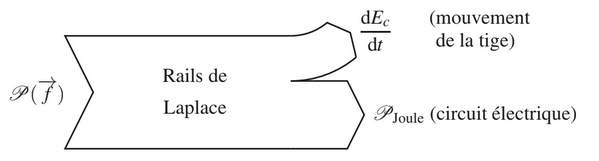 dE_c/dt (mouvement
de la tige)
Rails de
Laplace
𝒫(f⃗)
𝒫_Joule (circuit électrique)